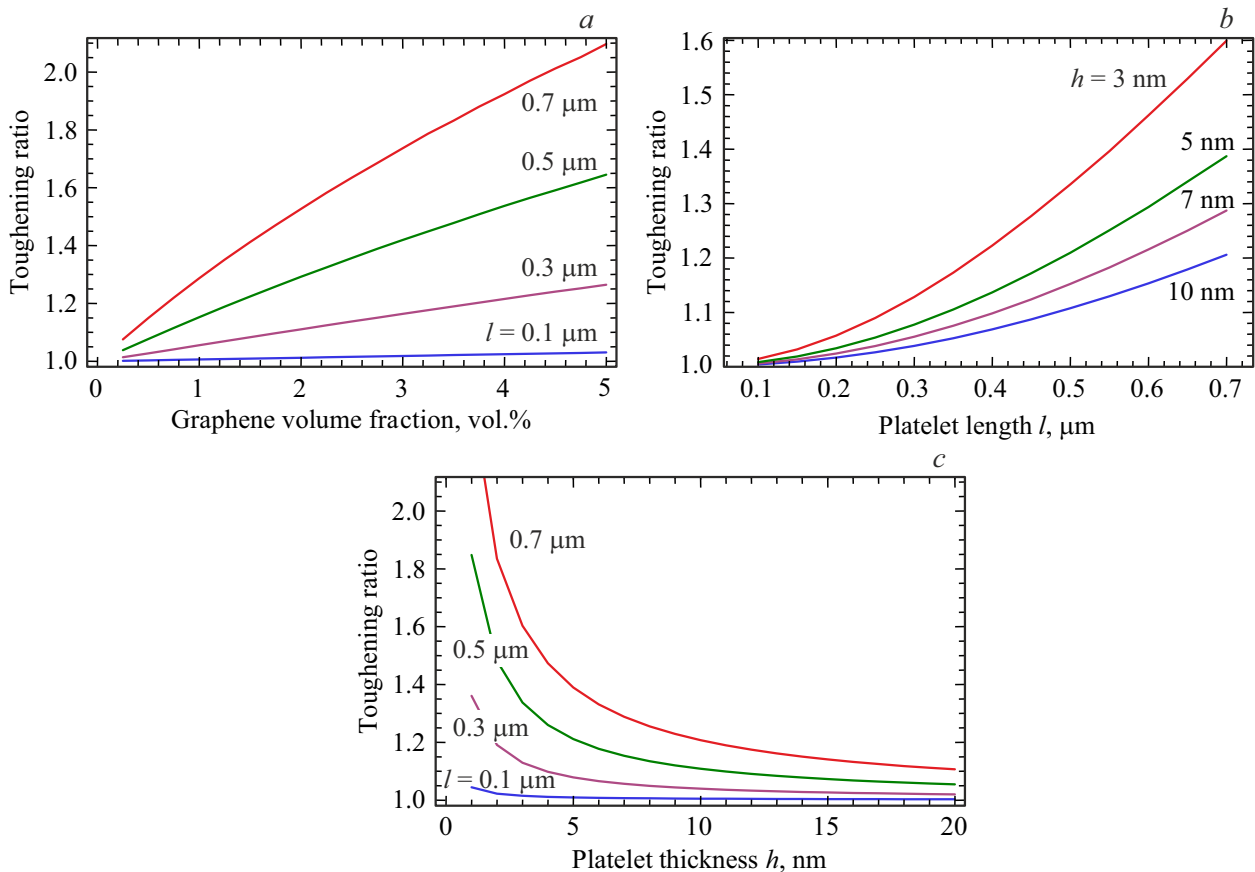 a
Toughening ratio
2.0
1.8
1.6
1.4
1.2
1.0
0.7 μm
0.5 μm
0.3 μm
l = 0.1 μm
0 1 2 3 4 5
Graphene volume fraction, vol.%
b
Toughening ratio
1.6
1.5
1.4
1.3
1.2
1.1
1.0
h = 3 nm
5 nm
7 nm
10 nm
0.1 0.2 0.3 0.4 0.5 0.6 0.7
Platelet length l, μm
c
Toughening ratio
2.0
1.8
1.6
1.4
1.2
1.0
0.7 μm
0.5 μm
0.3 μm
l = 0.1 μm
0 5 10 15 20
Platelet thickness h, nm